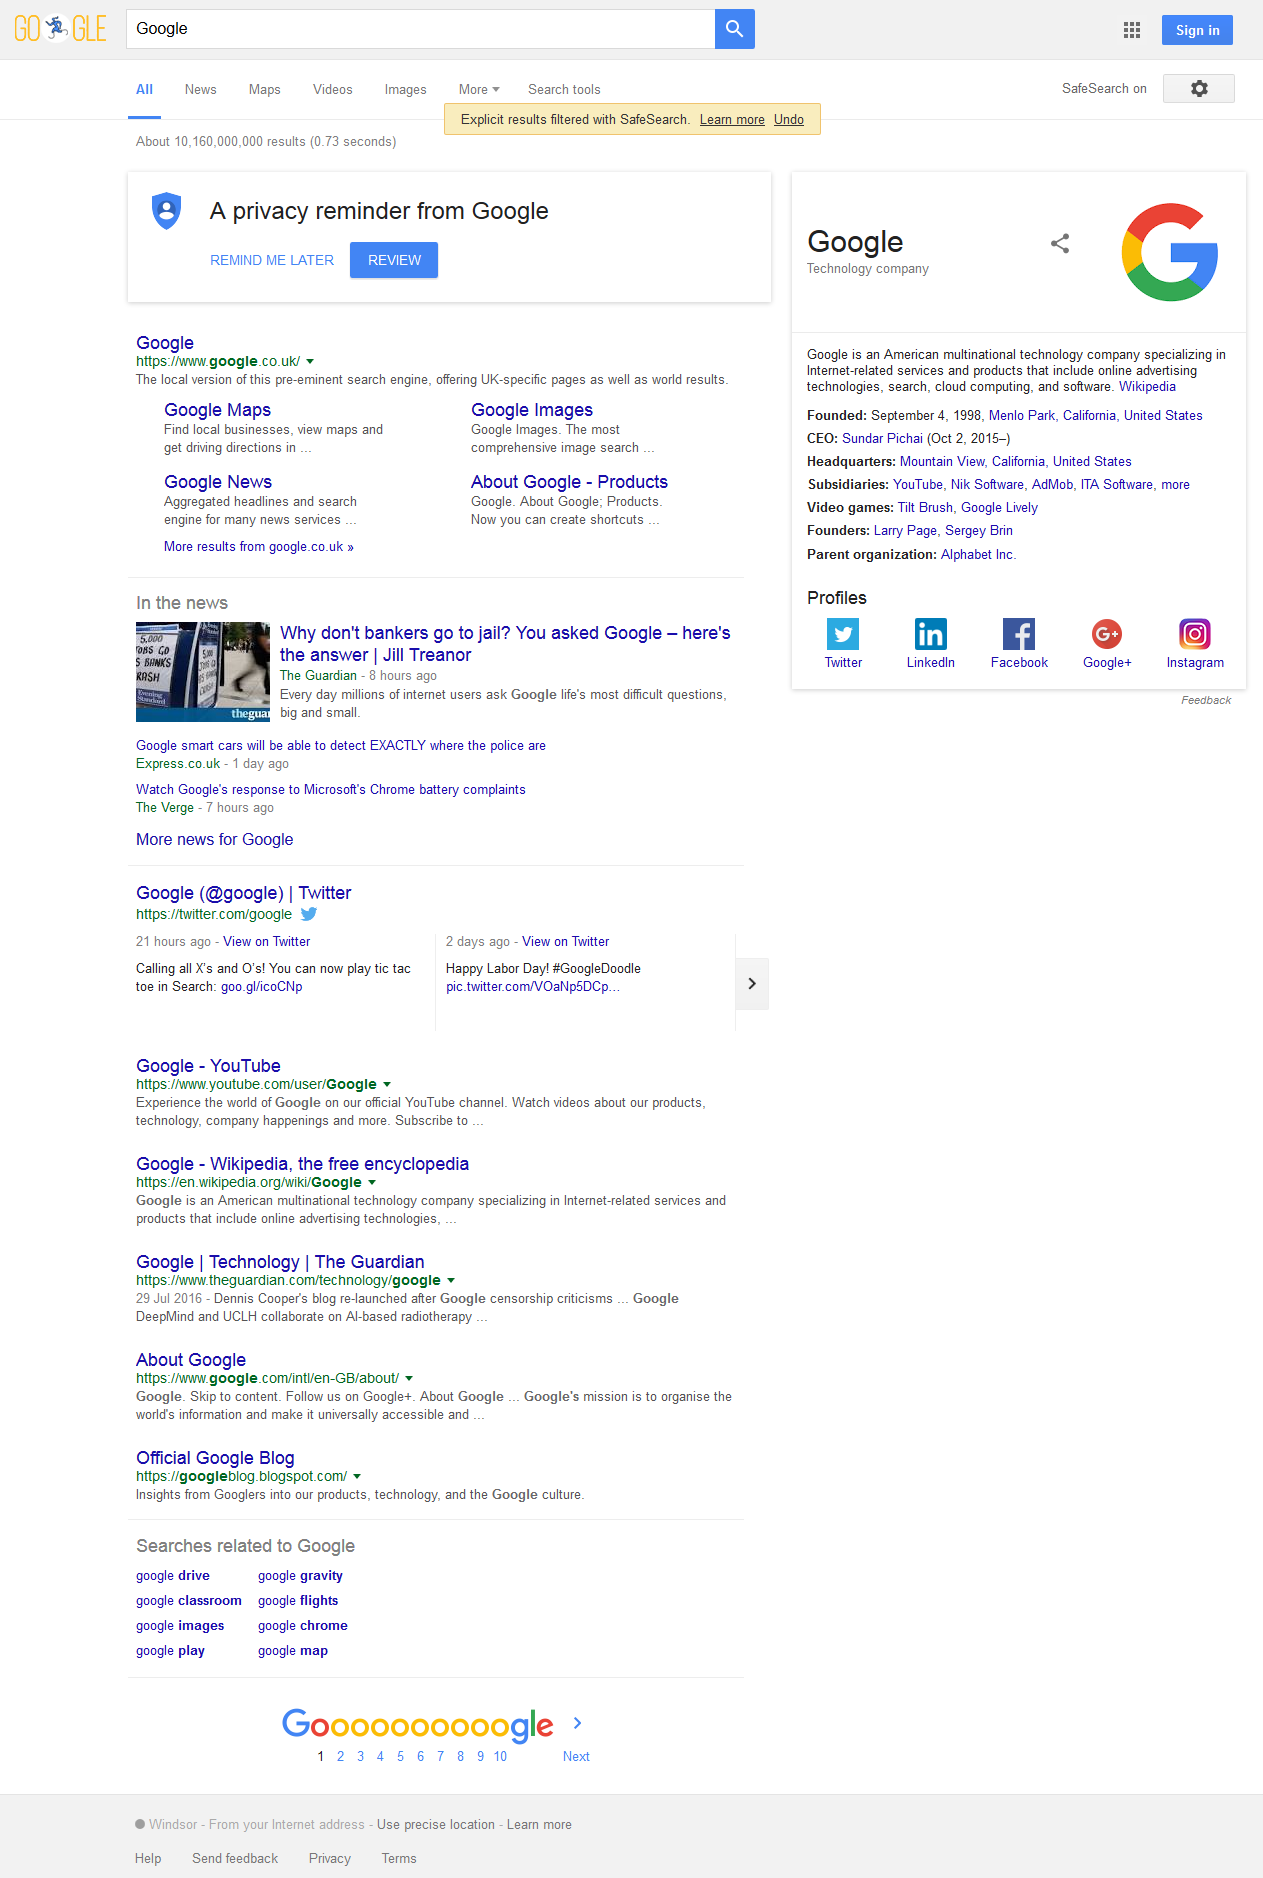 GO GLE
Google
Sign in
All News Maps Videos Images More Search tools
SafeSearch on
Explicit results filtered with SafeSearch. Learn more Undo
About 10,160,000,000 results (0.73 seconds)
A privacy reminder from Google
REMIND ME LATER REVIEW
Google
https://www.google.co.uk/
The local version of this pre-eminent search engine, offering UK-specific pages as well as world results.
Google Maps
Find local businesses, view maps and
get driving directions in ...
Google Images
Google Images. The most
comprehensive image search ...
Google News
Aggregated headlines and search
engine for many news services ...
About Google - Products
Google. About Google; Products.
Now you can create shortcuts ...
More results from google.co.uk »
In the news
5,000
JOBS GO
S BANKS
RASH
Evening
Standard
theguar
Why don't bankers go to jail? You asked Google – here's
the answer | Jill Treanor
The Guardian - 8 hours ago
Every day millions of internet users ask Google life's most difficult questions,
big and small.
Google smart cars will be able to detect EXACTLY where the police are
Express.co.uk - 1 day ago
Watch Google's response to Microsoft's Chrome battery complaints
The Verge - 7 hours ago
More news for Google
Google (@google) | Twitter
https://twitter.com/google
21 hours ago - View on Twitter
Calling all X's and O's! You can now play tic tac
toe in Search: goo.gl/icoCNp
2 days ago - View on Twitter
Happy Labor Day! #GoogleDoodle
pic.twitter.com/VOaNp5DCp...
Google - YouTube
https://www.youtube.com/user/Google
Experience the world of Google on our official YouTube channel. Watch videos about our products,
technology, company happenings and more. Subscribe to ...
Google - Wikipedia, the free encyclopedia
https://en.wikipedia.org/wiki/Google
Google is an American multinational technology company specializing in Internet-related services and
products that include online advertising technologies, ...
Google | Technology | The Guardian
https://www.theguardian.com/technology/google
29 Jul 2016 - Dennis Cooper's blog re-launched after Google censorship criticisms ... Google
DeepMind and UCLH collaborate on AI-based radiotherapy ...
About Google
https://www.google.com/intl/en-GB/about/
Google. Skip to content. Follow us on Google+. About Google ... Google's mission is to organise the
world's information and make it universally accessible and ...
Official Google Blog
https://googleblog.blogspot.com/
Insights from Googlers into our products, technology, and the Google culture.
Searches related to Google
google drive google gravity
google classroom google flights
google images google chrome
google play google map
Goooooooooogle
1 2 3 4 5 6 7 8 9 10 Next
Google
Technology company
G
Google is an American multinational technology company specializing in
Internet-related services and products that include online advertising
technologies, search, cloud computing, and software. Wikipedia
Founded: September 4, 1998, Menlo Park, California, United States
CEO: Sundar Pichai (Oct 2, 2015–)
Headquarters: Mountain View, California, United States
Subsidiaries: YouTube, Nik Software, AdMob, ITA Software, more
Video games: Tilt Brush, Google Lively
Founders: Larry Page, Sergey Brin
Parent organization: Alphabet Inc.
Profiles
in f G+
Twitter LinkedIn Facebook Google+ Instagram
Feedback
Windsor - From your Internet address - Use precise location - Learn more
Help Send feedback Privacy Terms